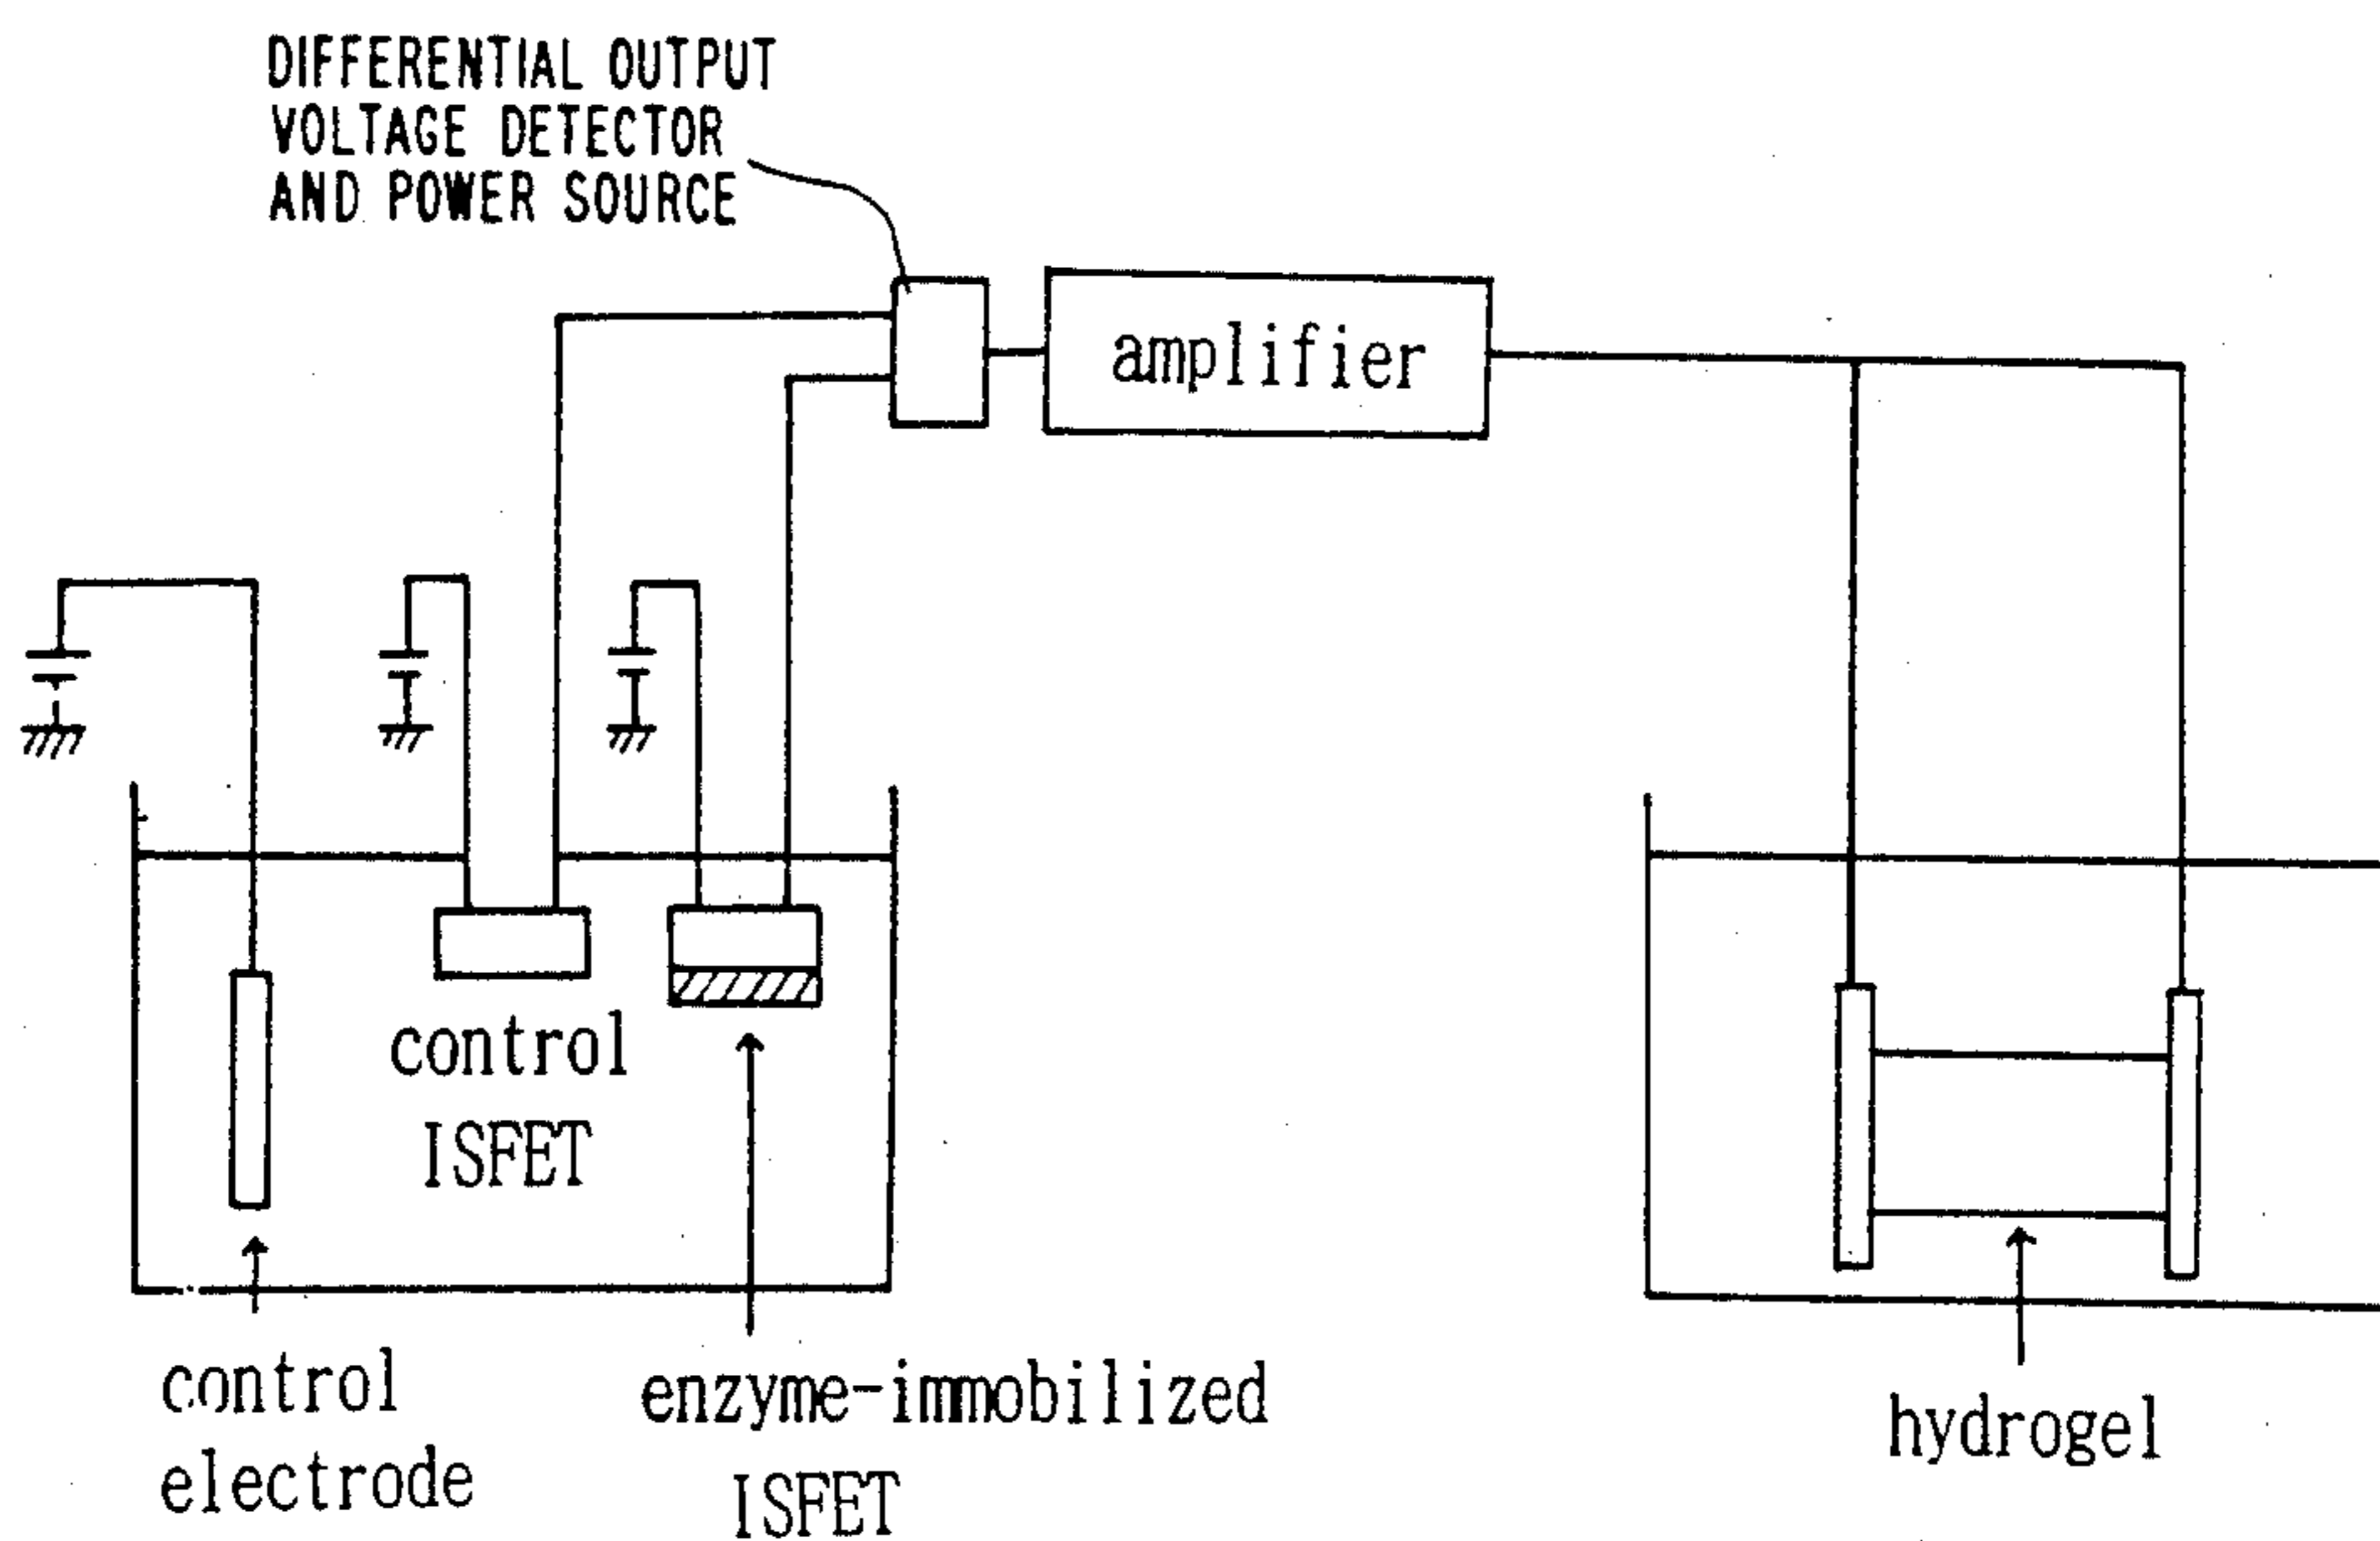 DIFFERENTIAL OUTPUT
VOLTAGE DETECTOR
AND POWER SOURCE
amplifier
control
ISFET
control
electrode
enzyme-immobilized
ISFET
hydrogel